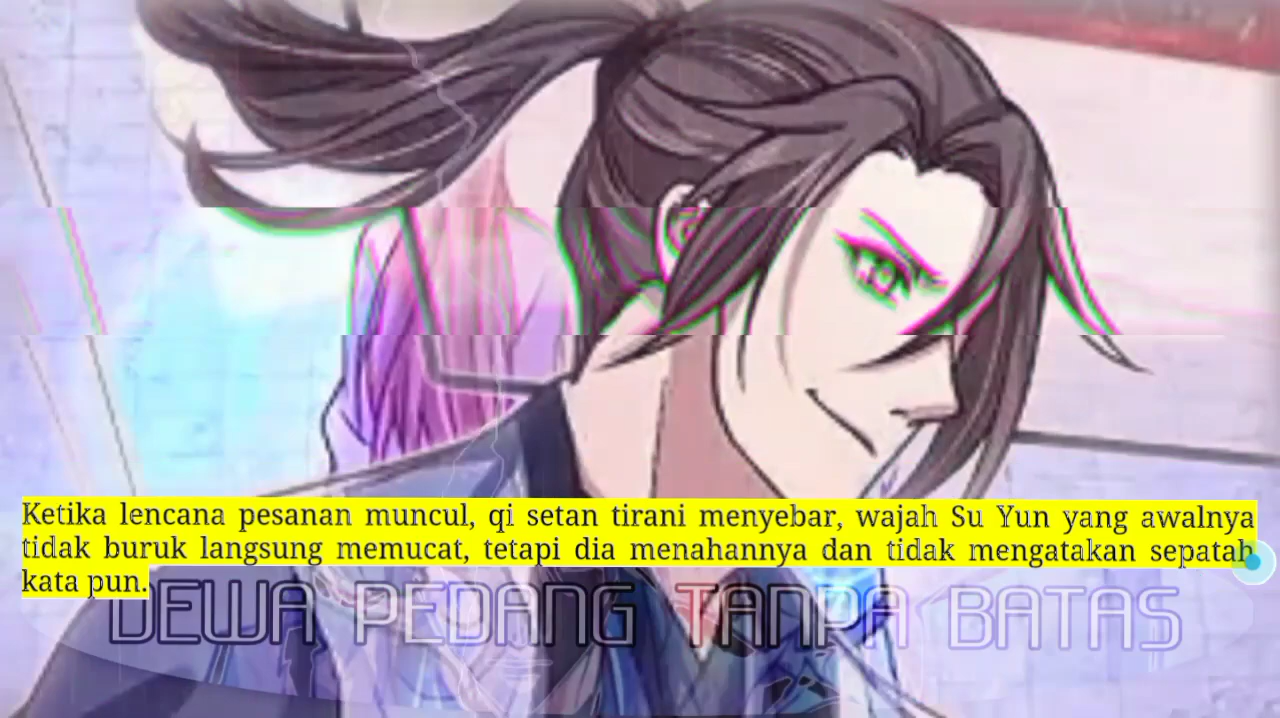 Ketika lencana pesanan muncul, qi setan tirani menyebar, wajah Su Yun yang awalnya
tidak buruk langsung memucat, tetapi dia menahannya dan tidak mengatakan sepatah
kata pun.
DEWA PEDANG TANPA BATAS